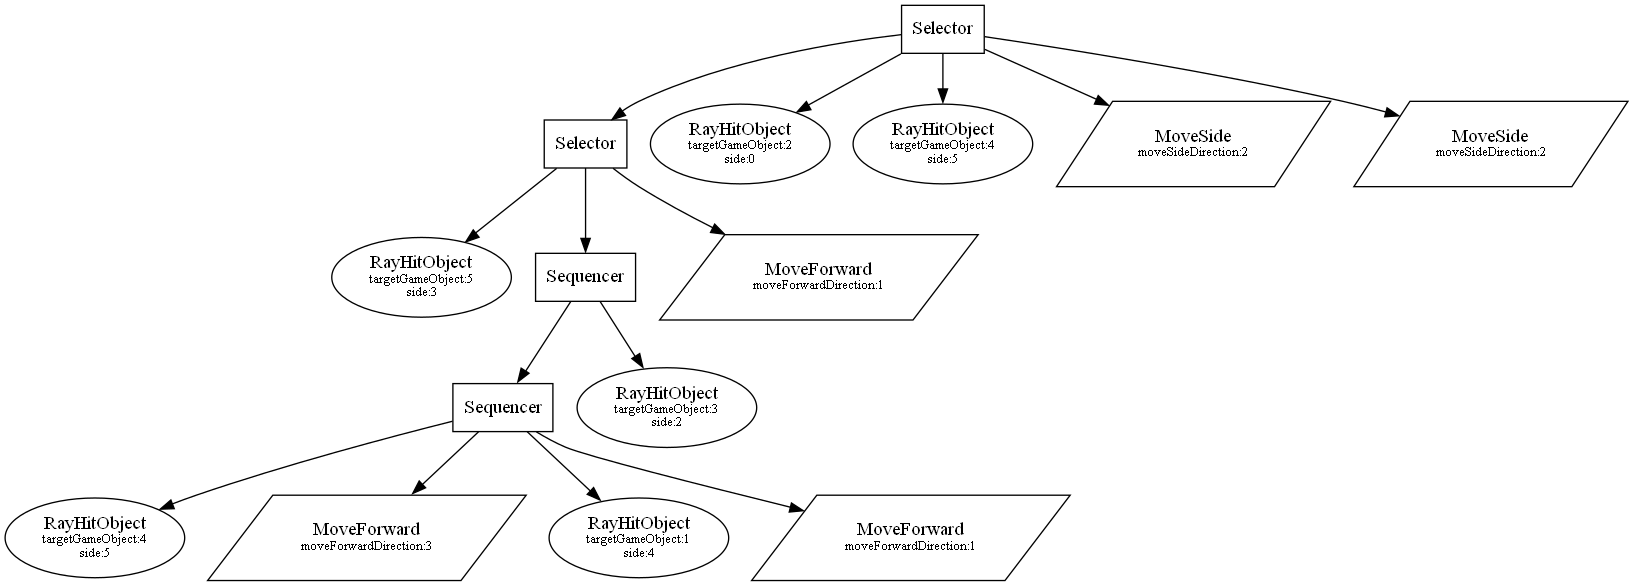 Selector
Selector
RayHitObject
targetGameObject:2
side:0
RayHitObject
targetGameObject:4
side:5
MoveSide
moveSideDirection:2
MoveSide
moveSideDirection:2
RayHitObject
targetGameObject:5
side:3
Sequencer
MoveForward
moveForwardDirection:1
Sequencer
RayHitObject
targetGameObject:3
side:2
RayHitObject
targetGameObject:4
side:5
MoveForward
moveForwardDirection:3
RayHitObject
targetGameObject:1
side:4
MoveForward
moveForwardDirection:1